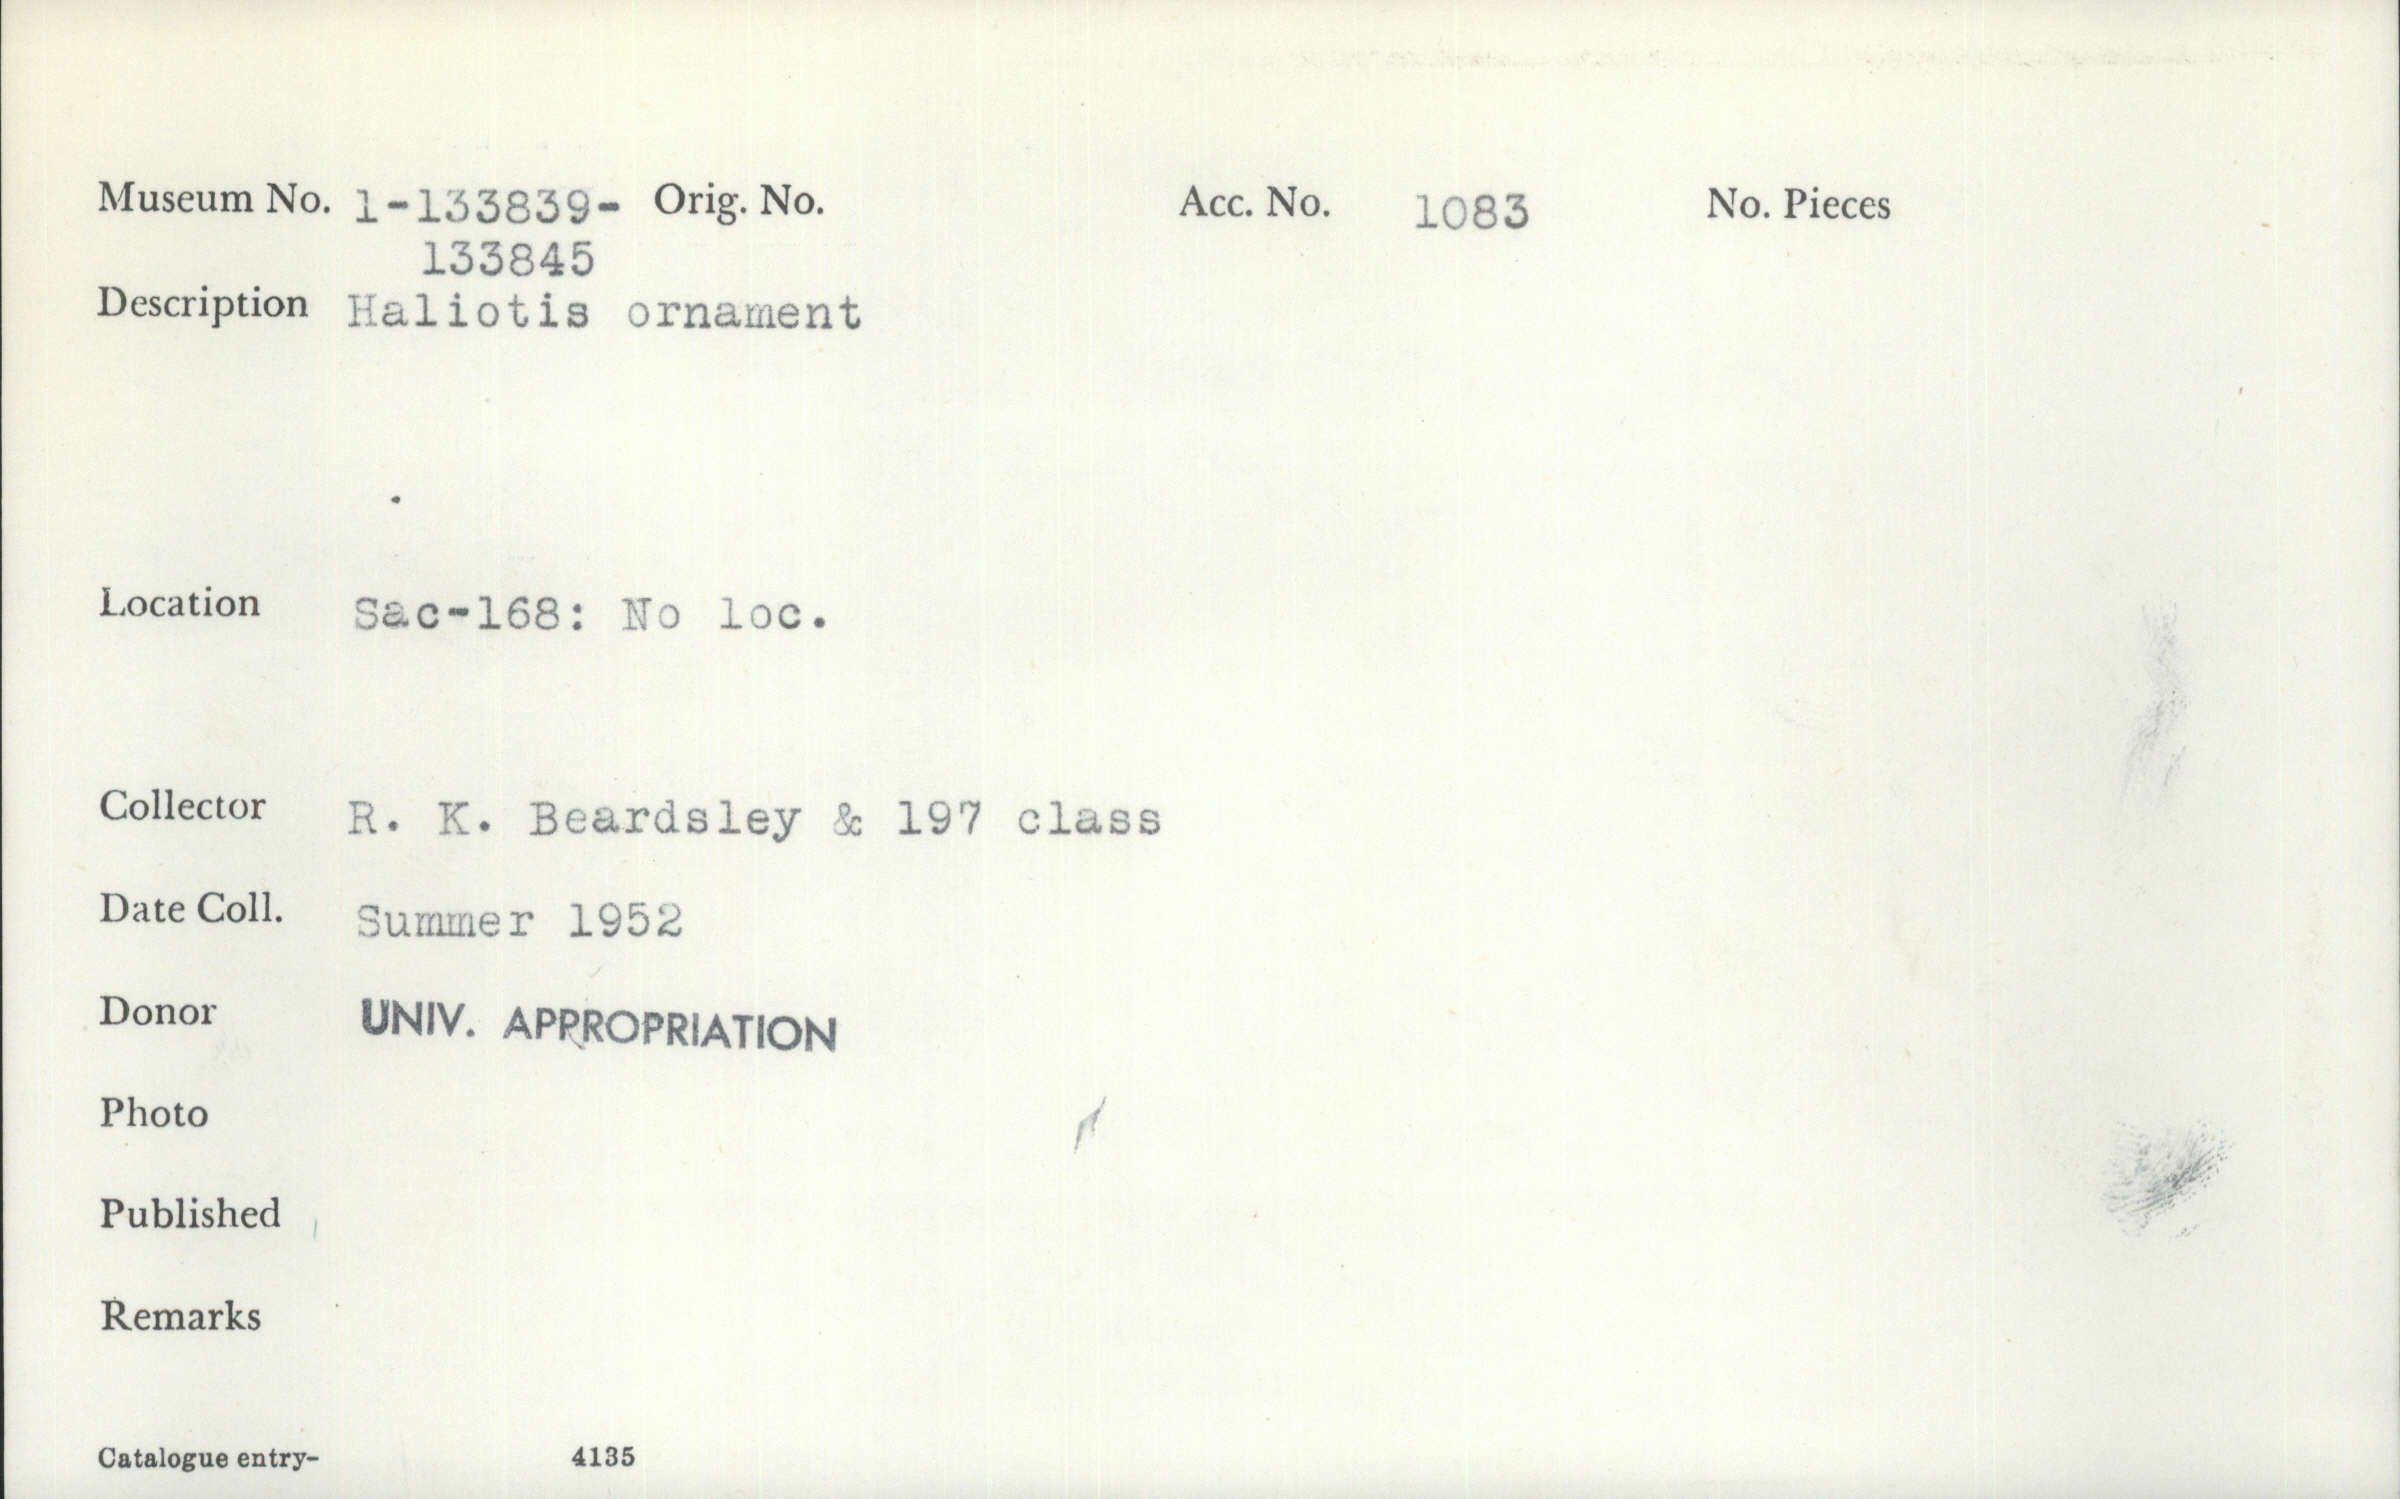 Museum No. 1-133839- Orig. No. Acc. No. 1083 No. Pieces
133845
Description Haliotis ornament
Location Sac-168: No loc.
Collector R. K. Beardsley & 197 class
Date Coll. Summer 1952
Donor UNIV. APPROPRIATION
Photo
Published
Remarks
Catalogue entry- 4135